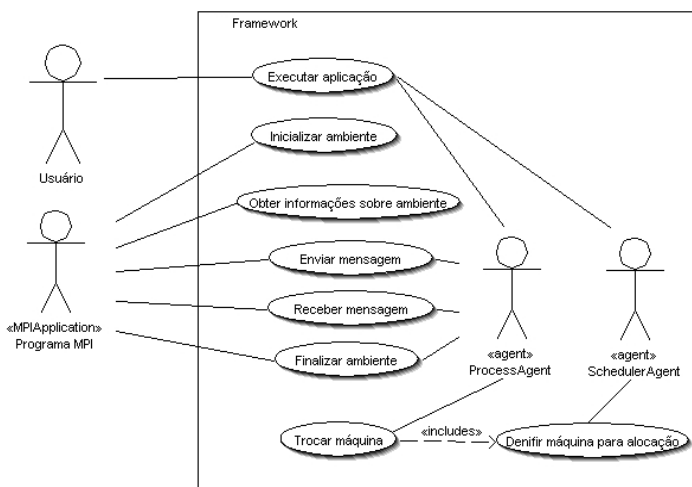 Framework
Executar aplicação
Inicializar ambiente
Usuário
Obter informações sobre ambiente
Enviar mensagem
Receber mensagem
«MPIApplication»
Programa MPI
Finalizar ambiente
«agent»
ProcessAgent
«agent»
SchedulerAgent
Trocar máquina
«includes»
Denifir máquina para alocação